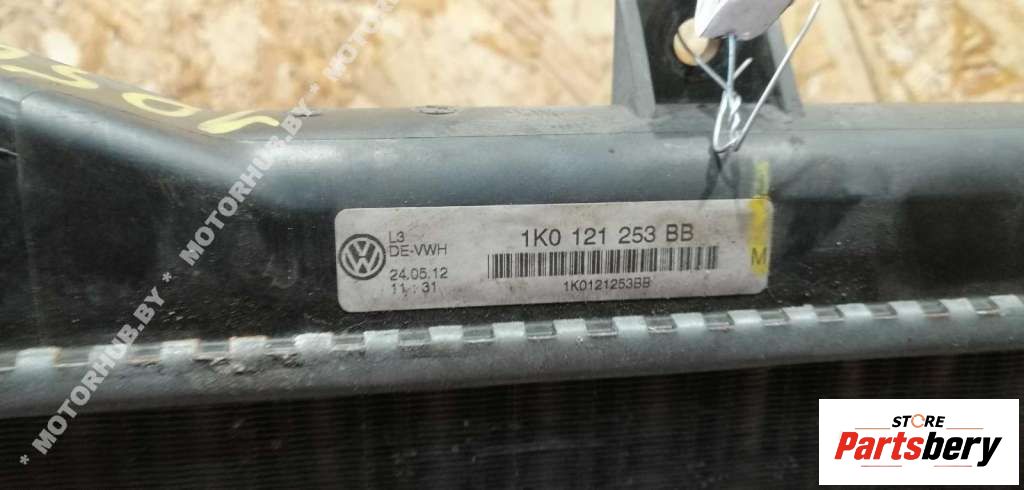 * MOTORHUB.BY * MOTORHUB.BY *
L3
DE-VWH
24.05.12
11:31
1K0 121 253 BB
1K0121253BB
M
STORE
Partsbery